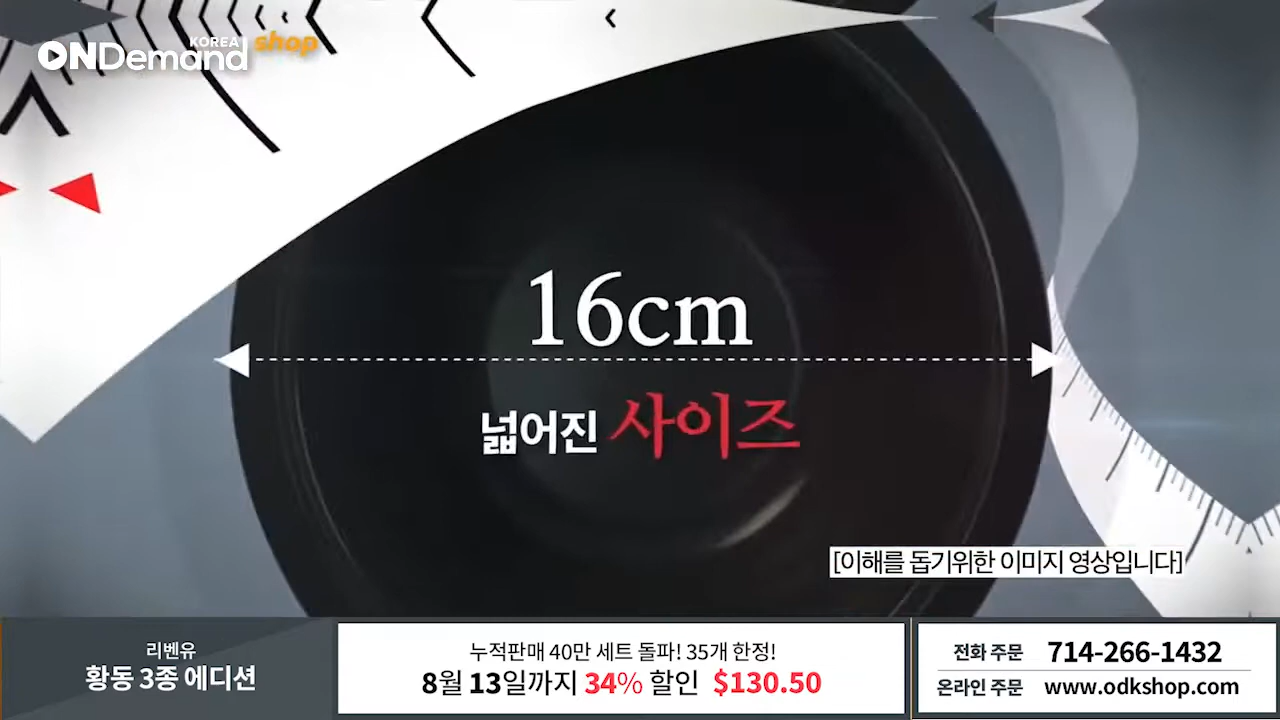 ONDemand KOREA shop
16cm
넓어진 사이즈
[이해를 돕기위한 이미지 영상입니다]
리벤유
황동 3종 에디션
누적판매 40만 세트 돌파! 35개 한정!
8월 13일까지 34% 할인 $130.50
전화 주문 714-266-1432
온라인 주문 www.odkshop.com